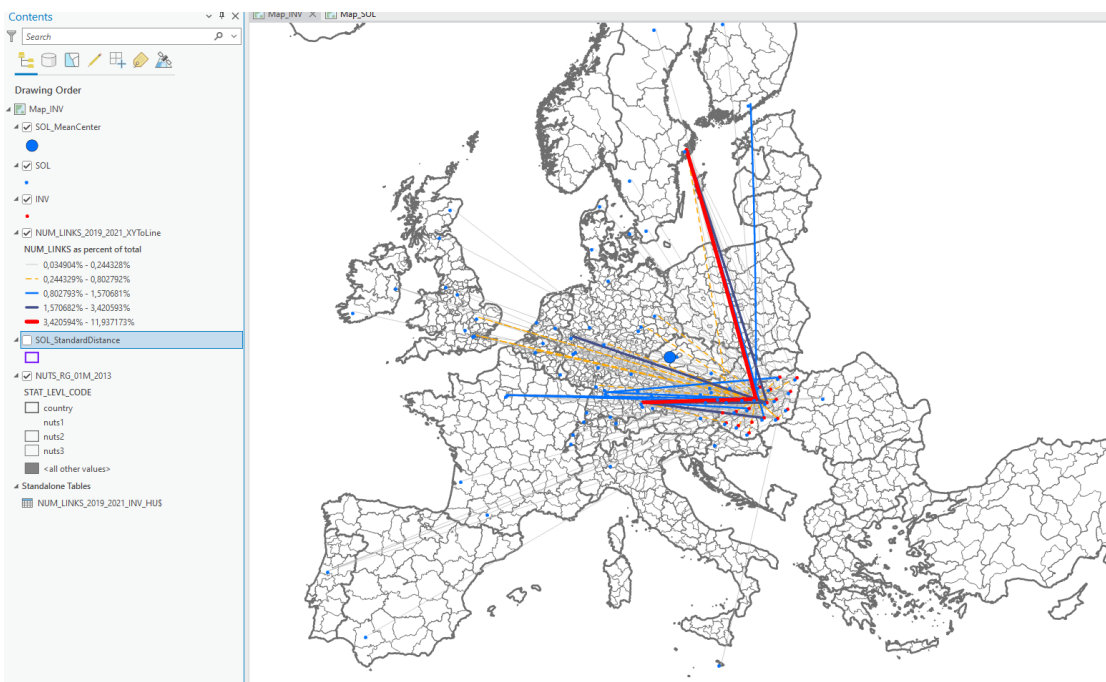 Contents
Map_INV
Map_SOL
Search
Drawing Order
Map_INV
SOL_MeanCenter
SOL
INV
NUM_LINKS_2019_2021_XYToLine
NUM_LINKS as percent of total
0,034904% - 0,244328%
0,244329% - 0,802792%
0,802793% - 1,570681%
1,570682% - 3,420593%
3,420594% - 11,937173%
SOL_StandardDistance
NUTS_RG_01M_2013
STAT_LEVL_CODE
country
nuts1
nuts2
nuts3
<all other values>
Standalone Tables
NUM_LINKS_2019_2021_INV_HU$